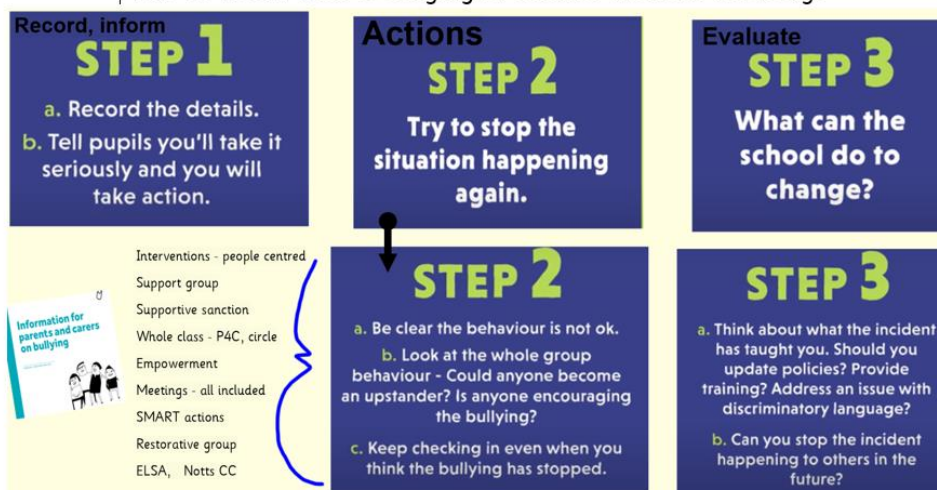 Record, inform
STEP 1
a. Record the details.
b. Tell pupils you'll take it
seriously and you will
take action.
Actions
STEP 2
Try to stop the
situation happening
again.
Evaluate
STEP 3
What can the
school do to
change?
Interventions - people centred
Support group
Supportive sanction
Whole class - P4C, circle
Empowerment
Meetings - all included
SMART actions
Restorative group
ELSA, Notts CC
Information for
parents and carers
on bullying
STEP 2
a. Be clear the behaviour is not ok.
b. Look at the whole group
behaviour - Could anyone become
an upstander? Is anyone encouraging
the bullying?
c. Keep checking in even when you
think the bullying has stopped.
STEP 3
a. Think about what the incident
has taught you. Should you
update policies? Provide
training? Address an issue with
discriminatory language?
b. Can you stop the incident
happening to others in the
future?